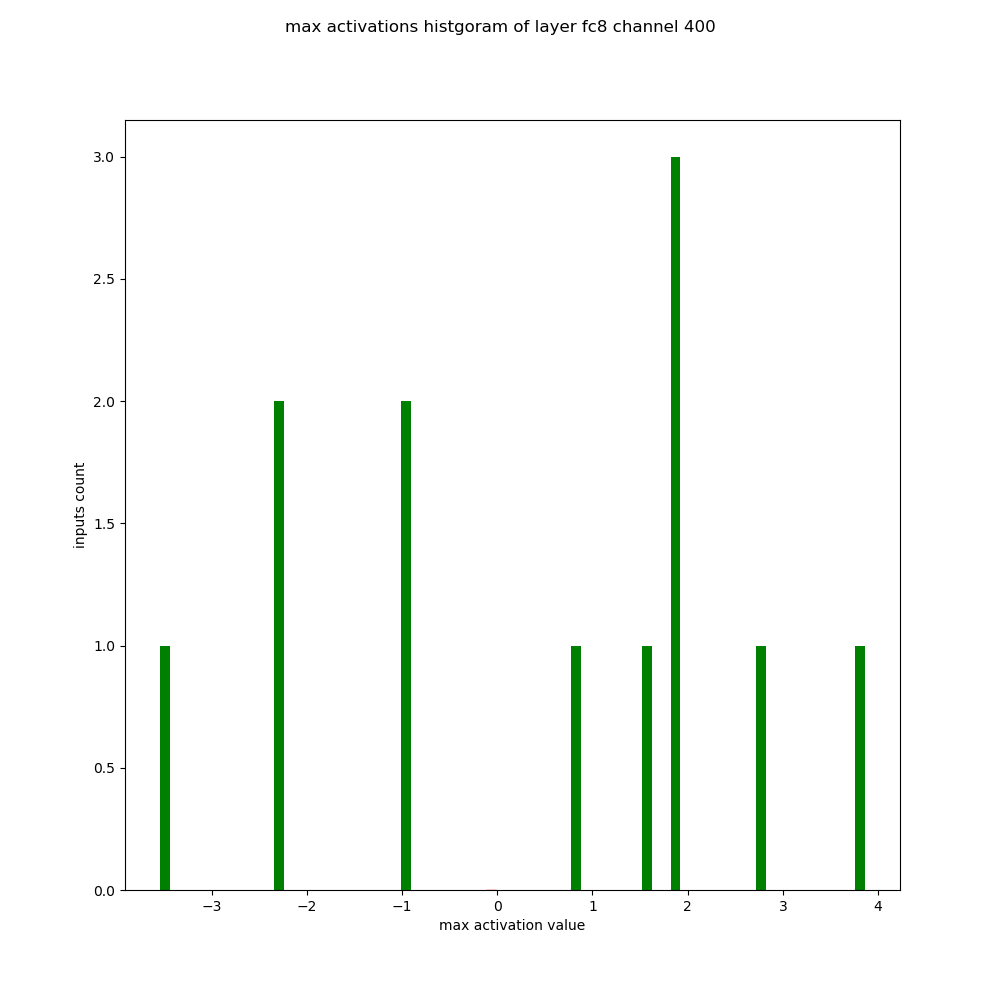 max activations histgoram of layer fc8 channel 400
3.0
2.5
2.0
1.5
1.0
0.5
0.0
inputs count
−3 −2 −1 0 1 2 3 4
max activation value